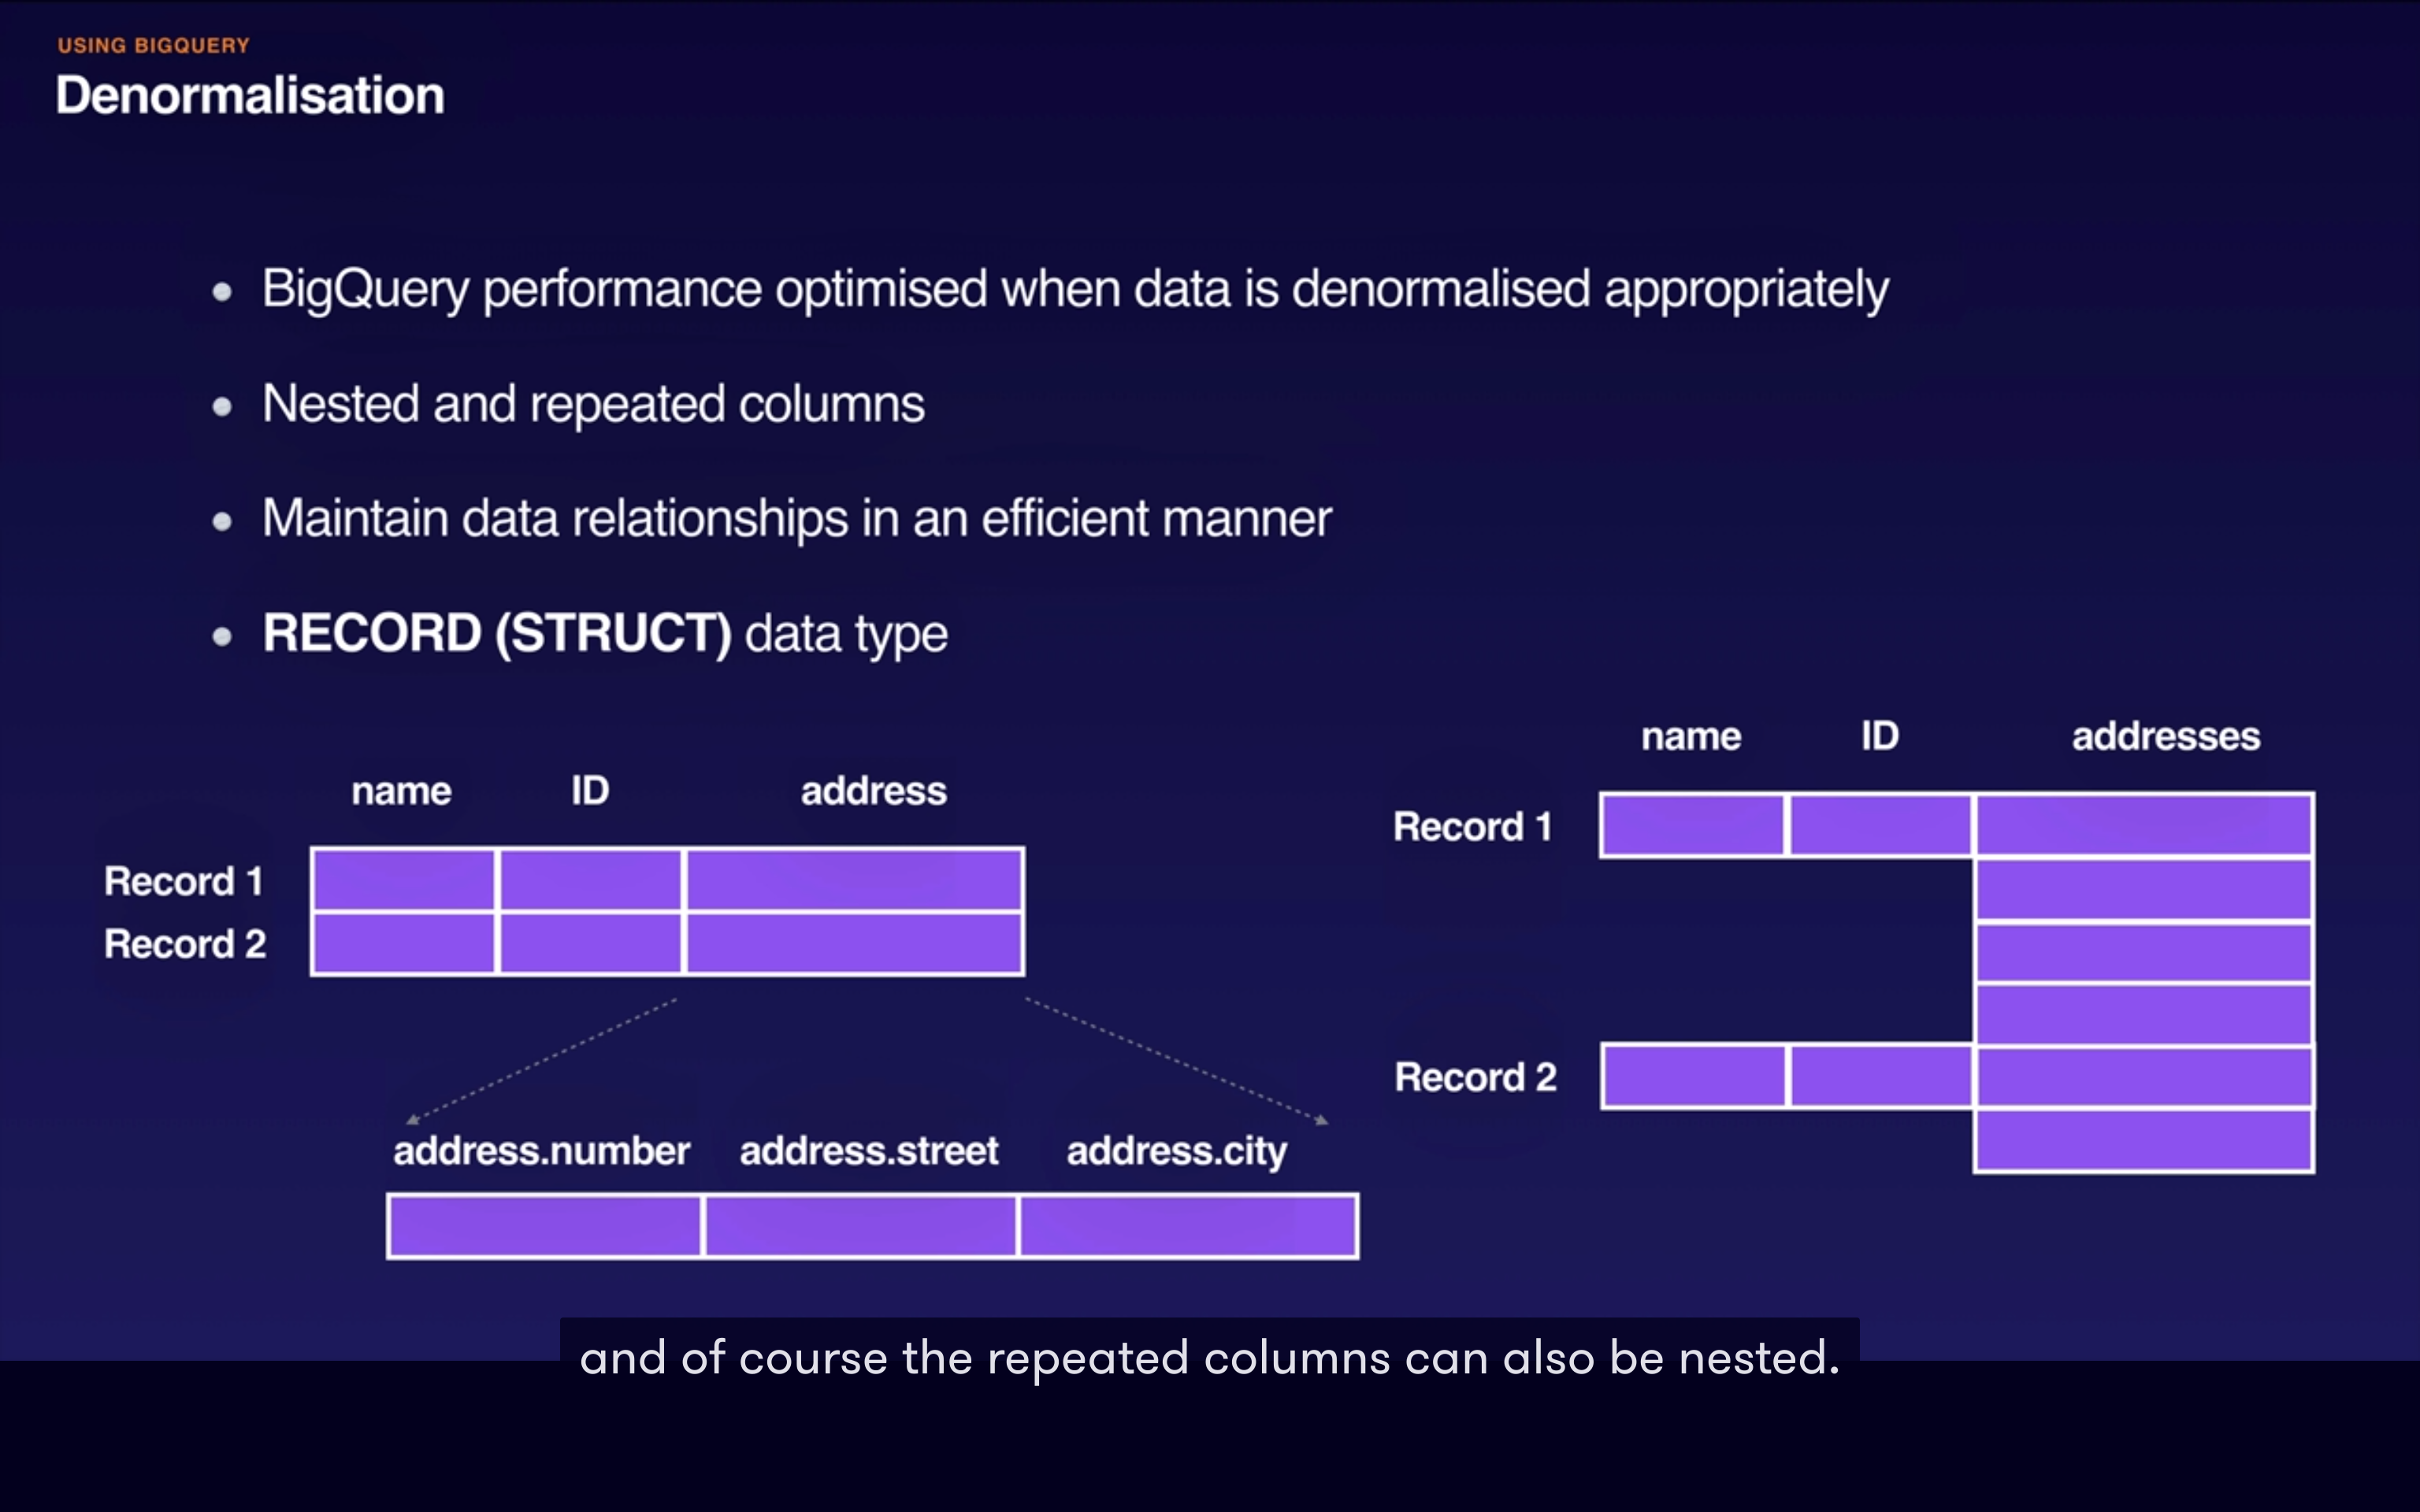 USING BIGQUERY
Denormalisation
BigQuery performance optimised when data is denormalised appropriately
Nested and repeated columns
Maintain data relationships in an efficient manner
RECORD (STRUCT) data type
name ID address
Record 1
Record 2
address.number address.street address.city
name ID addresses
Record 1
Record 2
and of course the repeated columns can also be nested.